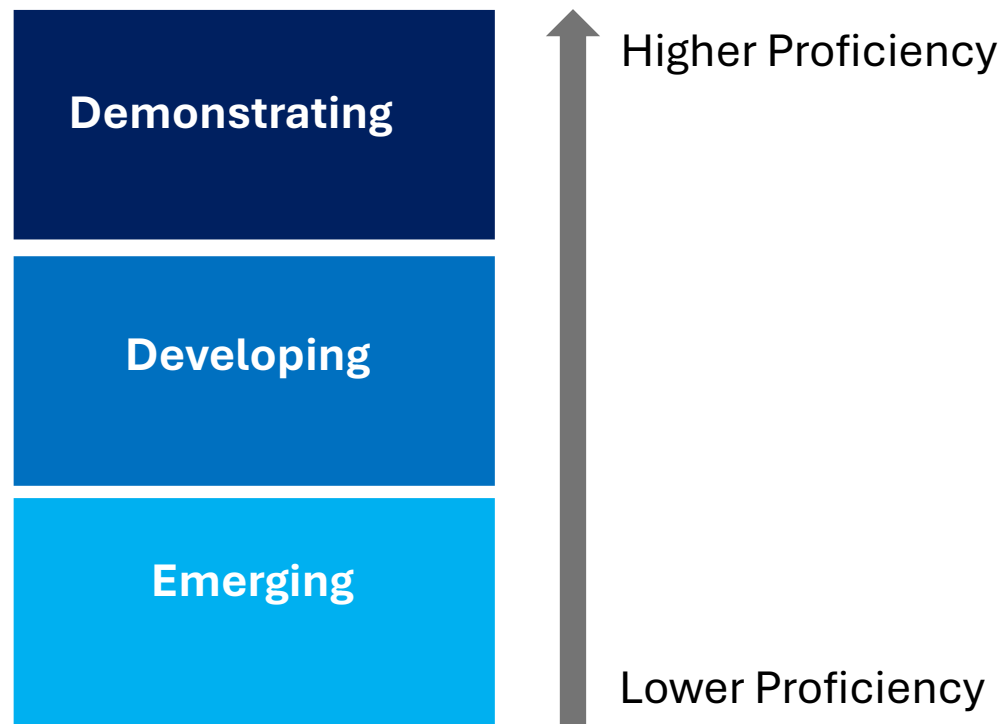 Demonstrating
Higher Proficiency
Developing
Emerging
Lower Proficiency